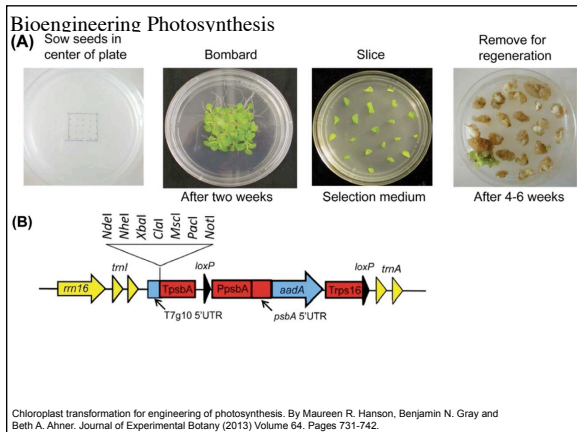 Bioengineering Photosynthesis
(A)
Sow seeds in
center of plate
Bombard
Slice
Remove for
regeneration
After two weeks
Selection medium
After 4-6 weeks
(B)
NdeI
NheI
XbaI
ClaI
MscI
PacI
NotI
rrn16
trnI
TpsbA
loxP
PpsbA
aadA
Trps16
loxP
trnA
T7g10 5'UTR
psbA 5'UTR
Chloroplast transformation for engineering of photosynthesis. By Maureen R. Hanson, Benjamin N. Gray and
Beth A. Ahner. Journal of Experimental Botany (2013) Volume 64. Pages 731-742.